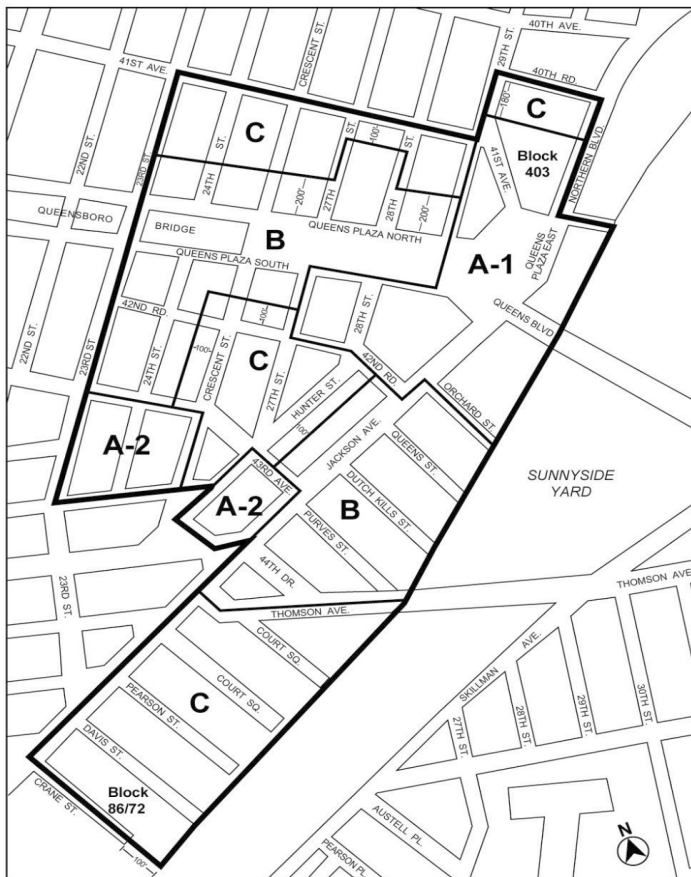 40TH AVE.
29TH ST.
CRESCENT ST.
41ST AVE.
40TH RD.
180'
C
Block
403
NORTHERN BLVD.
22ND ST.
23RD ST.
C
24TH ST.
200'
27TH ST.
100'
28TH ST.
200'
41ST AVE.
QUEENSBORO
BRIDGE
QUEENS PLAZA NORTH
B
QUEENS PLAZA SOUTH
A-1
QUEENS
PLAZA EAST
QUEENS BLVD
42ND RD.
100'
28TH ST.
22ND ST.
23RD ST
24TH ST.
100'
CRESCENT ST.
C
27TH ST.
42ND RD.
HUNTER ST.
100'
ORCHARD ST.
JACKSON AVE.
QUEENS ST.
A-2
43RD AVE.
DUTCH KILLS ST.
SUNNYSIDE
YARD
A-2
B
PURVES ST.
44TH DR.
23RD ST.
THOMSON AVE.
THOMSON AVE.
COURT SQ.
SKILLMAN AVE.
COURT SQ.
C
PEARSON ST.
27TH ST.
28TH ST.
29TH ST.
30TH ST.
DAVIS ST.
Block
86/72
CRANE ST.
100'
AUSTELL PL.
PEARSON PL.
N